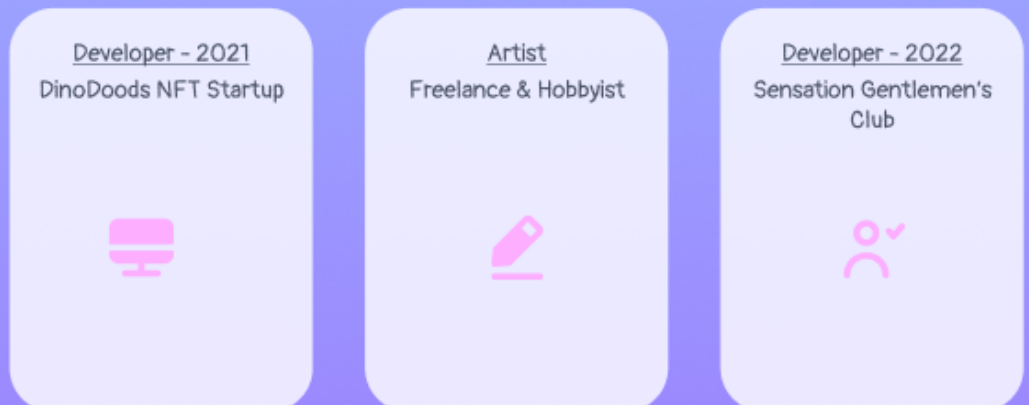 Developer - 2021
DinoDoods NFT Startup
Artist
Freelance & Hobbyist
Developer - 2022
Sensation Gentlemen's
Club